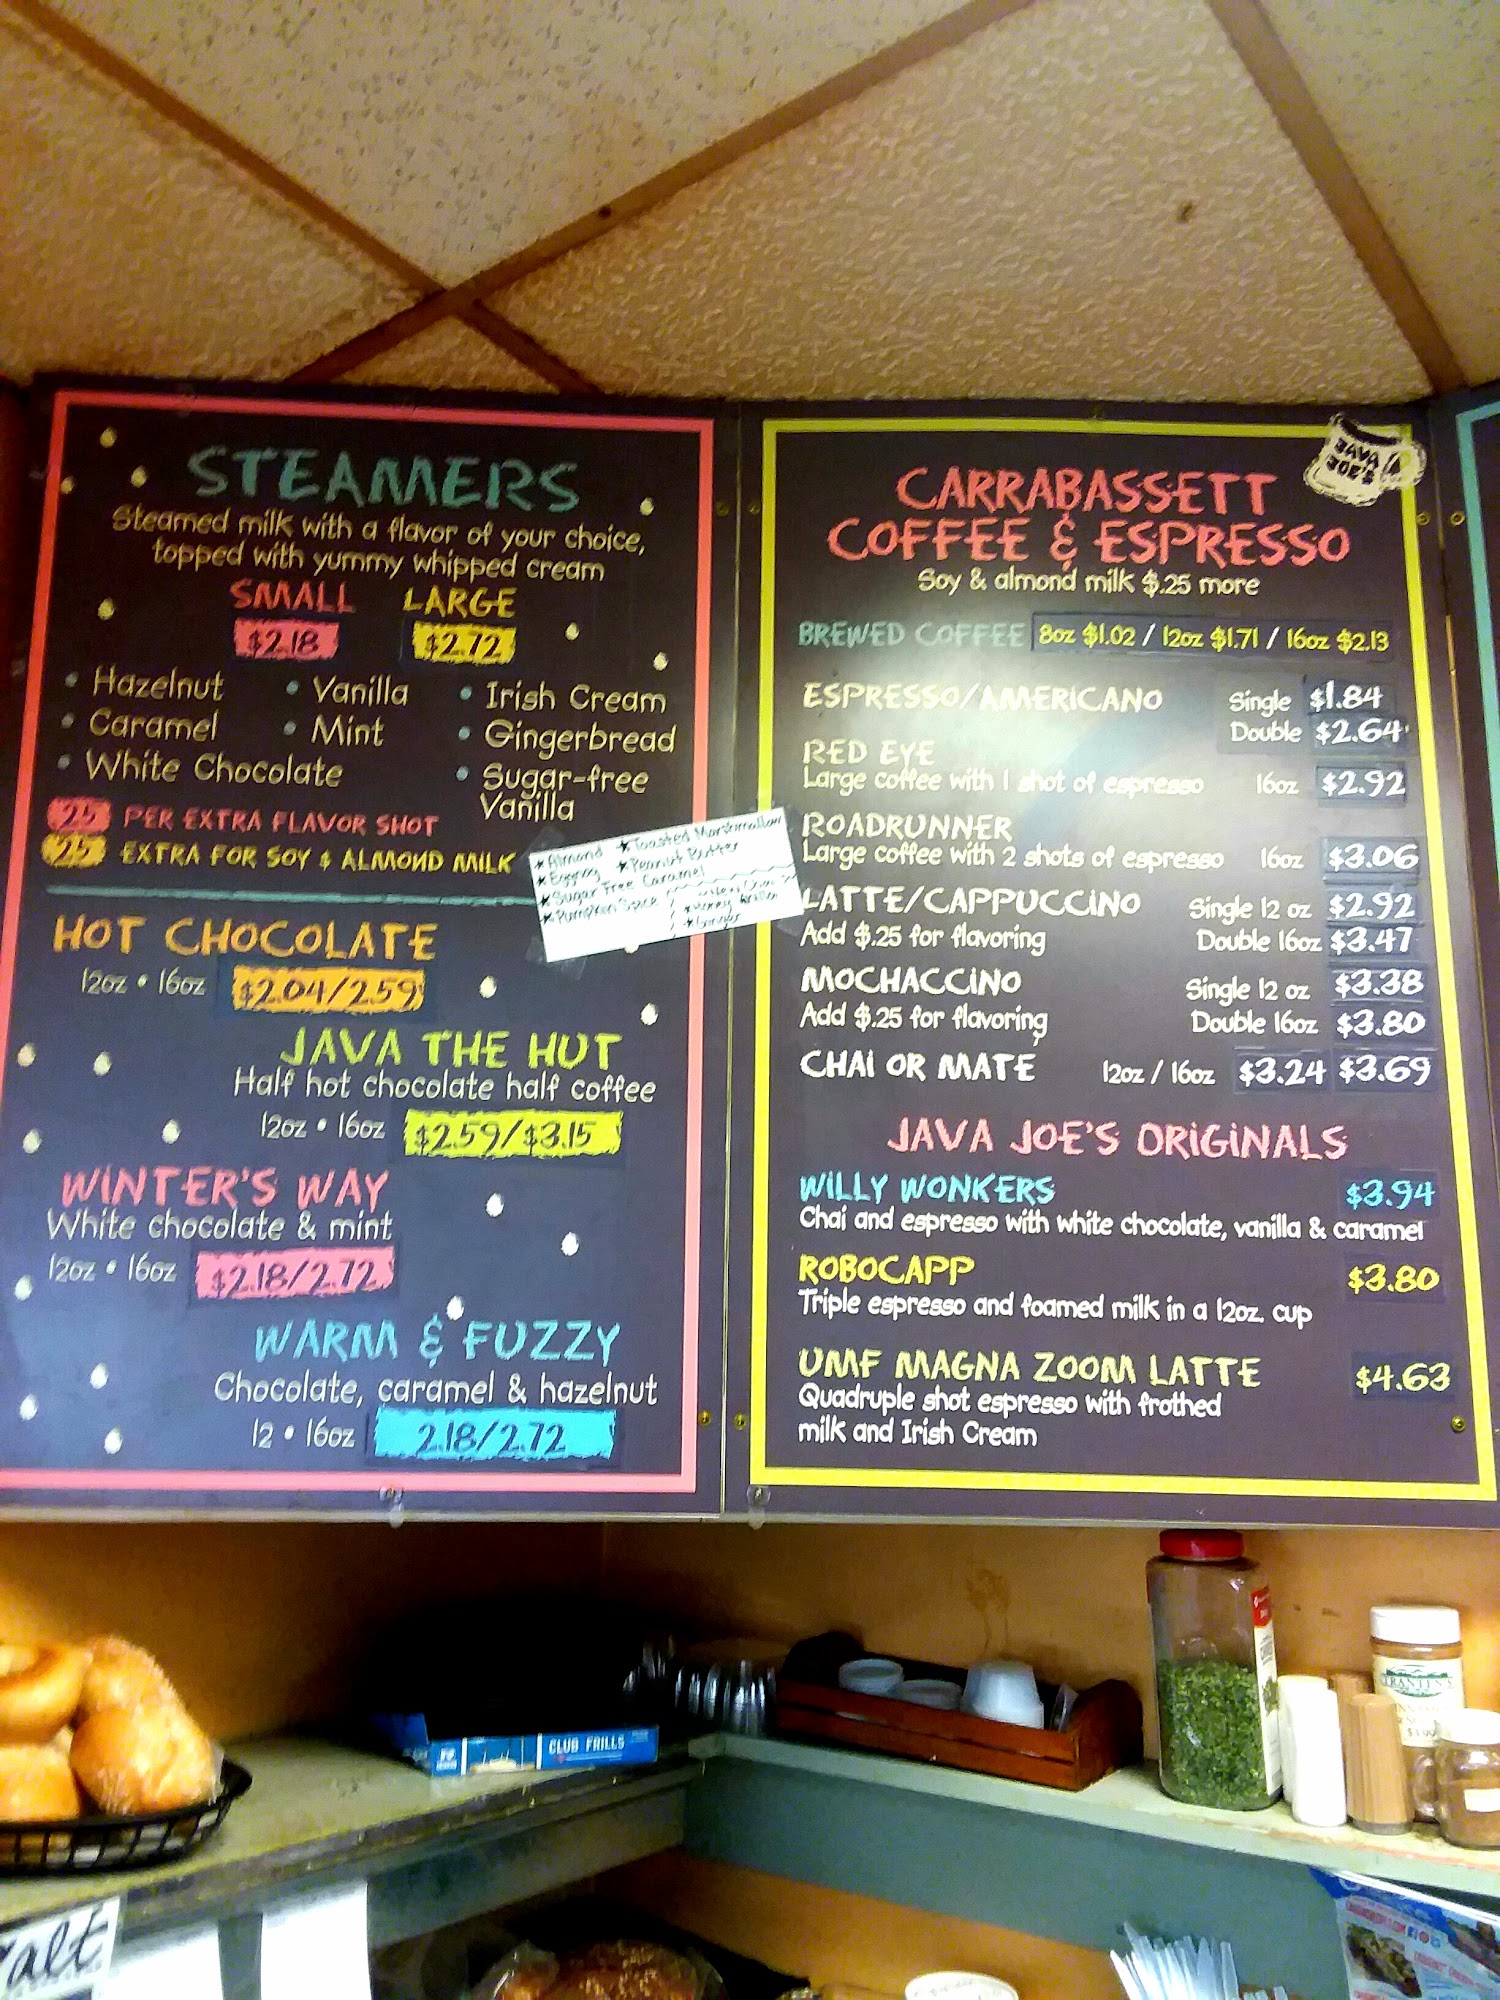 STEAMERS
Steamed milk with a flavor of your choice,
topped with yummy whipped cream
SMALL LARGE
$2.18 $2.72
• Hazelnut • Vanilla • Irish Cream
• Caramel • Mint • Gingerbread
• White Chocolate • Sugar-free
Vanilla
.25 PER EXTRA FLAVOR SHOT
.25 EXTRA FOR SOY & ALMOND MILK
★Almond ★Toasted Marshmallow
★Eggnog ★Peanut Butter
★Sugar Free Caramel
★Pumpkin Spice
★Honey Vanilla
★Ginger
HOT CHOCOLATE
12oz • 16oz $2.04/2.59
JAVA THE HUT
Half hot chocolate half coffee
12oz • 16oz $2.59/$3.15
WINTER'S WAY
White chocolate & mint
12oz • 16oz $2.18/2.72
WARM & FUZZY
Chocolate, caramel & hazelnut
12 • 16oz 2.18/2.72
JAVA
JOE'S
CARRABASSETT
COFFEE & ESPRESSO
Soy & almond milk $.25 more
BREWED COFFEE 8oz $1.02 / 12oz $1.71 / 16oz $2.13
ESPRESSO/AMERICANO Single $1.84
Double $2.64
RED EYE
Large coffee with 1 shot of espresso 16oz $2.92
ROADRUNNER
Large coffee with 2 shots of espresso 16oz $3.06
LATTE/CAPPUCCINO Single 12 oz $2.92
Add $.25 for flavoring Double 16oz $3.47
MOCHACCINO Single 12 oz $3.38
Add $.25 for flavoring Double 16oz $3.80
CHAI OR MATE 12oz / 16oz $3.24 $3.69
JAVA JOE'S ORIGINALS
WILLY WONKERS $3.94
Chai and espresso with white chocolate, vanilla & caramel
ROBOCAPP $3.80
Triple espresso and foamed milk in a 12oz. cup
UMF MAGNA ZOOM LATTE $4.63
Quadruple shot espresso with frothed
milk and Irish Cream
CLUB FRILLS
alt